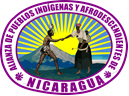 ALIANZA DE PUEBLOS INDÍGENAS Y AFRODESCENDIENTES DE
NICARAGUA